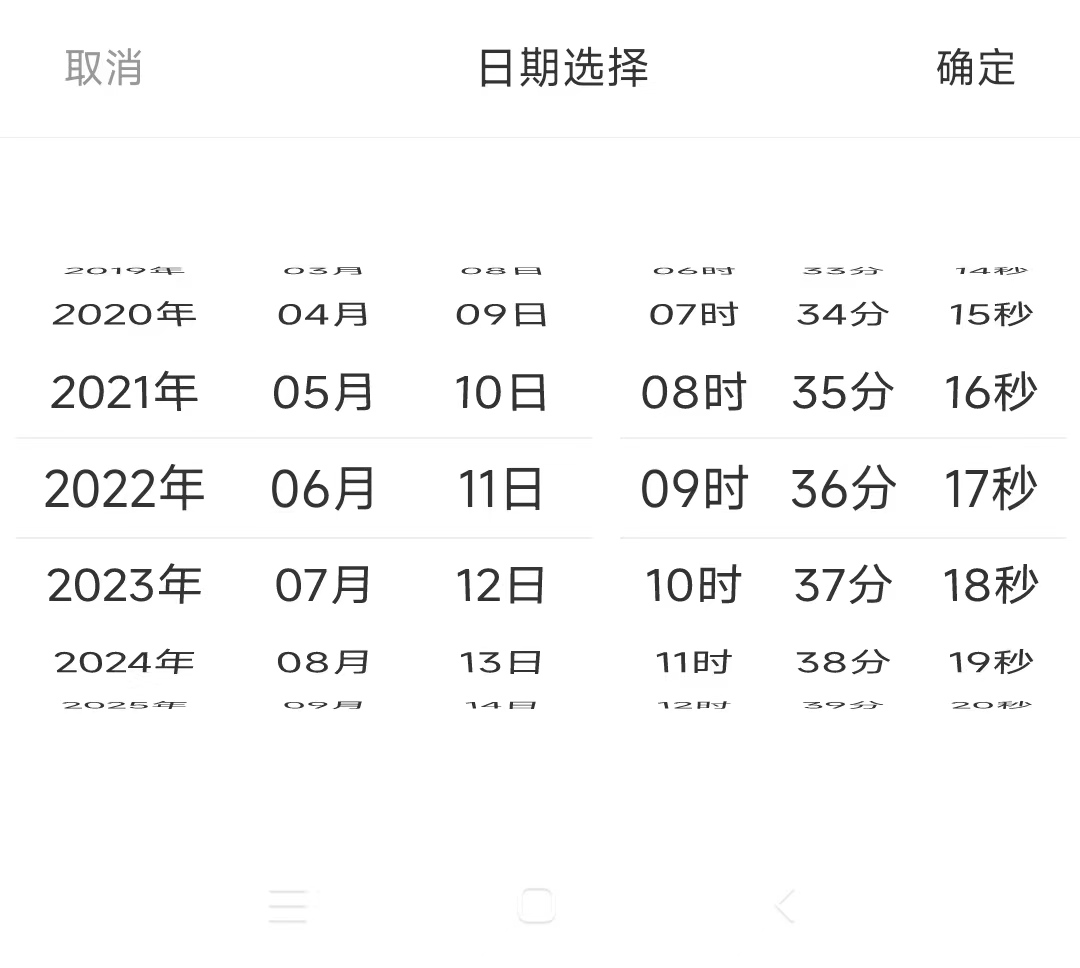 取消 日期选择 确定
2019年 03月 08日 06时 33分 14秒
2020年 04月 09日 07时 34分 15秒
2021年 05月 10日 08时 35分 16秒
2022年 06月 11日 09时 36分 17秒
2023年 07月 12日 10时 37分 18秒
2024年 08月 13日 11时 38分 19秒
2025年 09月 14日 12时 39分 20秒